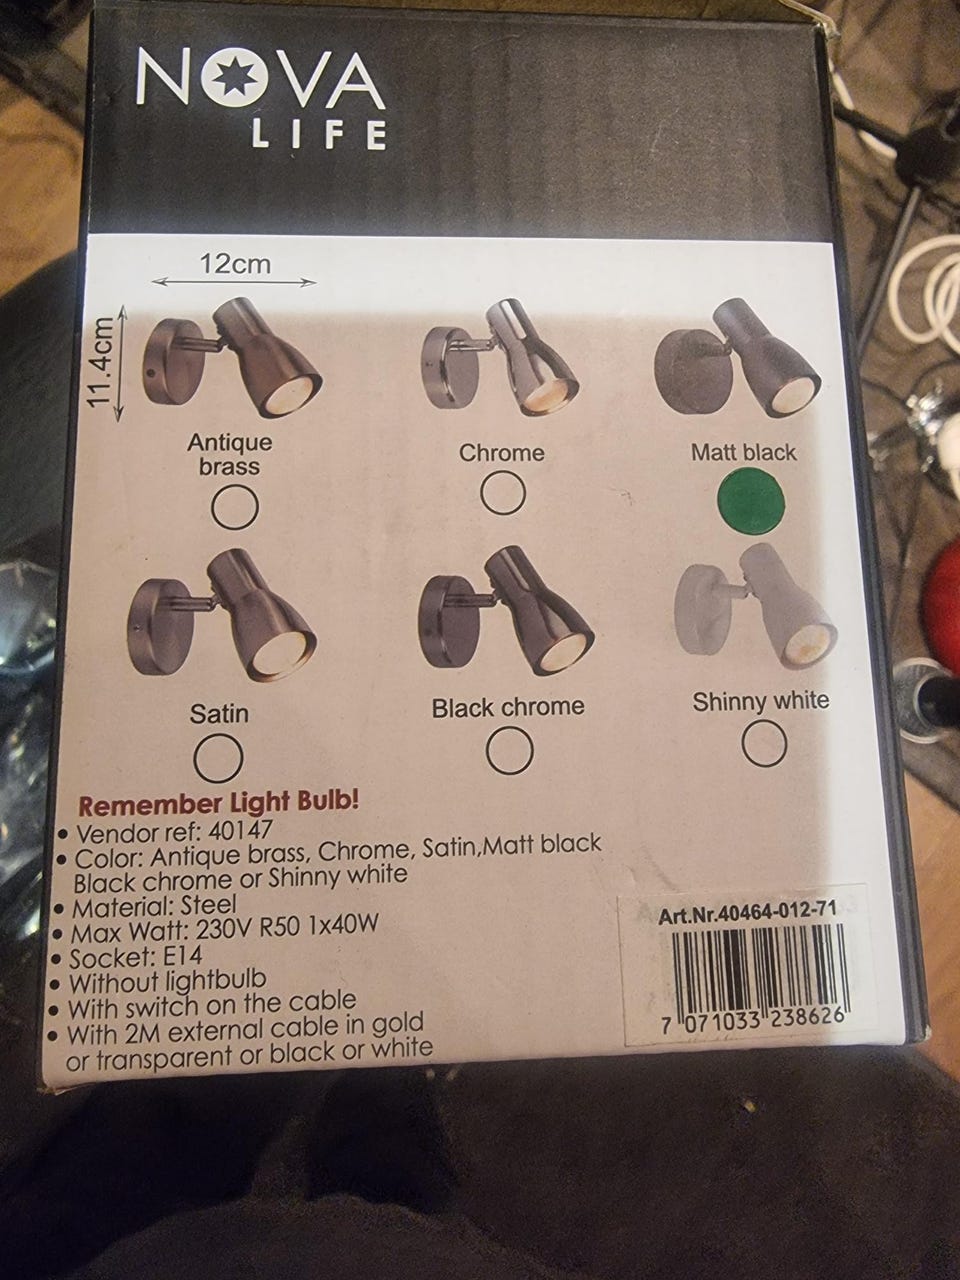 NOVA
LIFE
12cm
11.4cm
Antique
brass
Chrome
Matt black
Satin
Black chrome
Shinny white
Remember Light Bulb!
• Vendor ref: 40147
• Color: Antique brass, Chrome, Satin,Matt black
Black chrome or Shinny white
• Material: Steel
• Max Watt: 230V R50 1x40W
• Socket: E14
• Without lightbulb
• With switch on the cable
• With 2M external cable in gold
or transparent or black or white
Art.Nr.40464-012-71
7 071033 238626